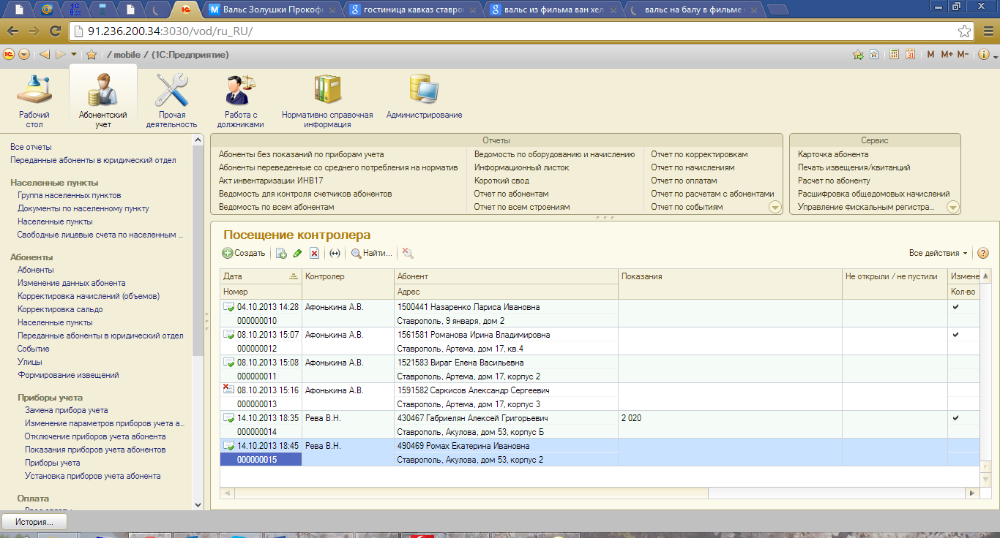 Вальс Золушки Прокоф
гостиница кавказ ставро
вальс из фильма ван хел
вальс на балу в фильме
91.236.200.34:3030/vod/ru_RU/
/ mobile / (1С:Предприятие)
M M+ M-
Рабочий стол
Абонентский учет
Прочая деятельность
Работа с должниками
Нормативно справочная информация
Администрирование
Все отчеты
Переданные абоненты в юридический отдел
Населенные пункты
Группа населенных пунктов
Документы по населенному пункту
Населенные пункты
Свободные лицевые счета по населенным ...
Абоненты
Абоненты
Изменение данных абонента
Корректировка начислений (объемов)
Корректировка сальдо
Населенные пункты
Переданные абоненты в юридический отдел
Событие
Улицы
Формирование извещений
Приборы учета
Замена прибора учета
Изменение параметров приборов учета а...
Отключение приборов учета абонента
Показания приборов учета абонентов
Приборы учета
Установка приборов учета абонента
Оплата
Отчеты
Абоненты без показаний по приборам учета
Абоненты переведенные со среднего потребления на норматив
Акт инвентаризации ИНВ17
Ведомость для контроля счетчиков абонентов
Ведомость по всем абонентам
Ведомость по оборудованию и начислению
Информационный листок
Короткий свод
Отчет по абонентам
Отчет по всем строениям
Отчет по корректировкам
Отчет по начислениям
Отчет по оплатам
Отчет по расчетам с абонентами
Отчет по событиям
Сервис
Карточка абонента
Печать извещения/квитанций
Расчет по абоненту
Расшифровка общедомовых начислений
Управление фискальным регистра...
Посещение контролера
Создать Найти... Все действия
Дата Контролер Абонент Показания Не открыли / не пустили Измене
Номер Адрес Кол-во
04.10.2013 14:28 Афонькина А.В. 1500441 Назаренко Лариса Ивановна
000000010 Ставрополь, 9 января, дом 2
08.10.2013 15:07 Афонькина А.В. 1561581 Романова Ирина Владимировна
000000012 Ставрополь, Артема, дом 17, кв.4
08.10.2013 15:08 Афонькина А.В. 1521583 Вираг Елена Васильевна
000000011 Ставрополь, Артема, дом 17, корпус 2
08.10.2013 15:16 Афонькина А.В. 1591582 Саркисов Александр Сергеевич
000000013 Ставрополь, Артема, дом 17, корпус 3
14.10.2013 18:35 Рева В.Н. 430467 Габриелян Алексей Григорьевич 2 020
000000014 Ставрополь, Акулова, дом 53, корпус Б
14.10.2013 18:45 Рева В.Н. 490469 Ромах Екатерина Ивановна
000000015 Ставрополь, Акулова, дом 53, корпус 2
История...